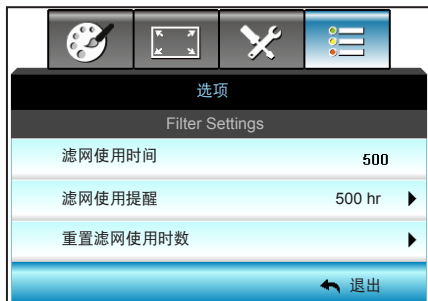 选项
Filter Settings
滤网使用时间 500
滤网使用提醒 500 hr
重置滤网使用时数
退出